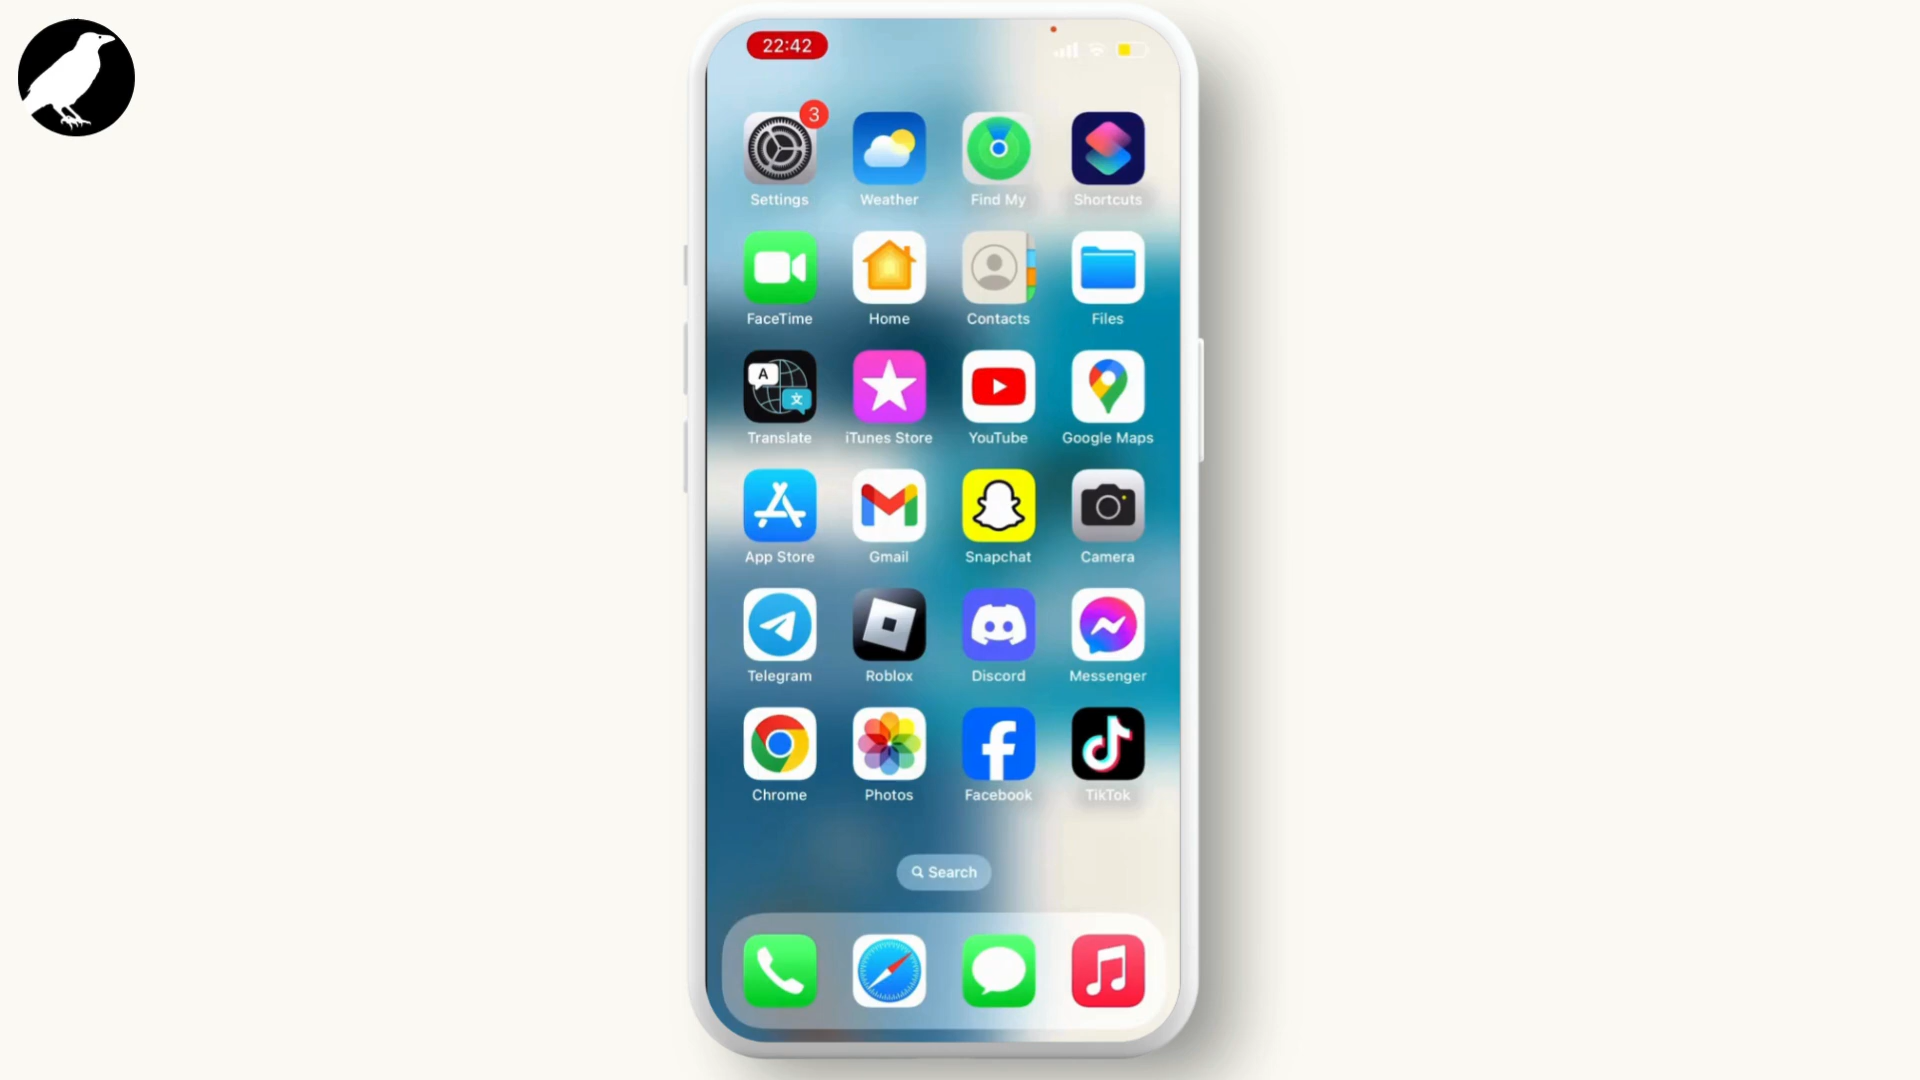 22:42
3
Settings Weather Find My Shortcuts
FaceTime Home Contacts Files
A
文
Translate iTunes Store YouTube Google Maps
App Store Gmail Snapchat Camera
Telegram Roblox Discord Messenger
Chrome Photos Facebook TikTok
Search